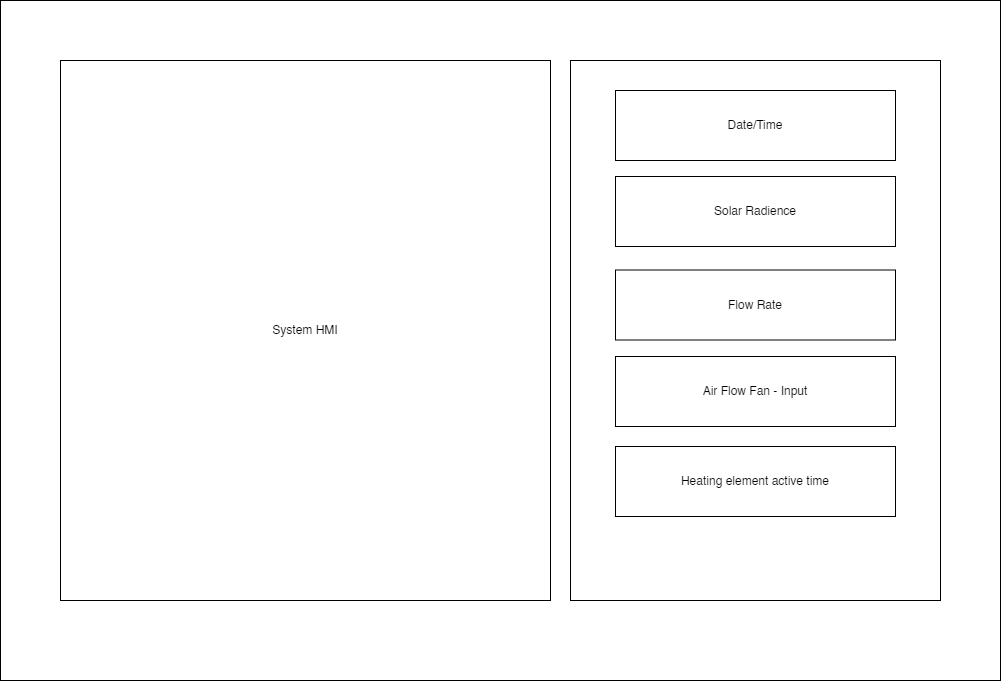 System HMI
Date/Time
Solar Radience
Flow Rate
Air Flow Fan - Input
Heating element active time